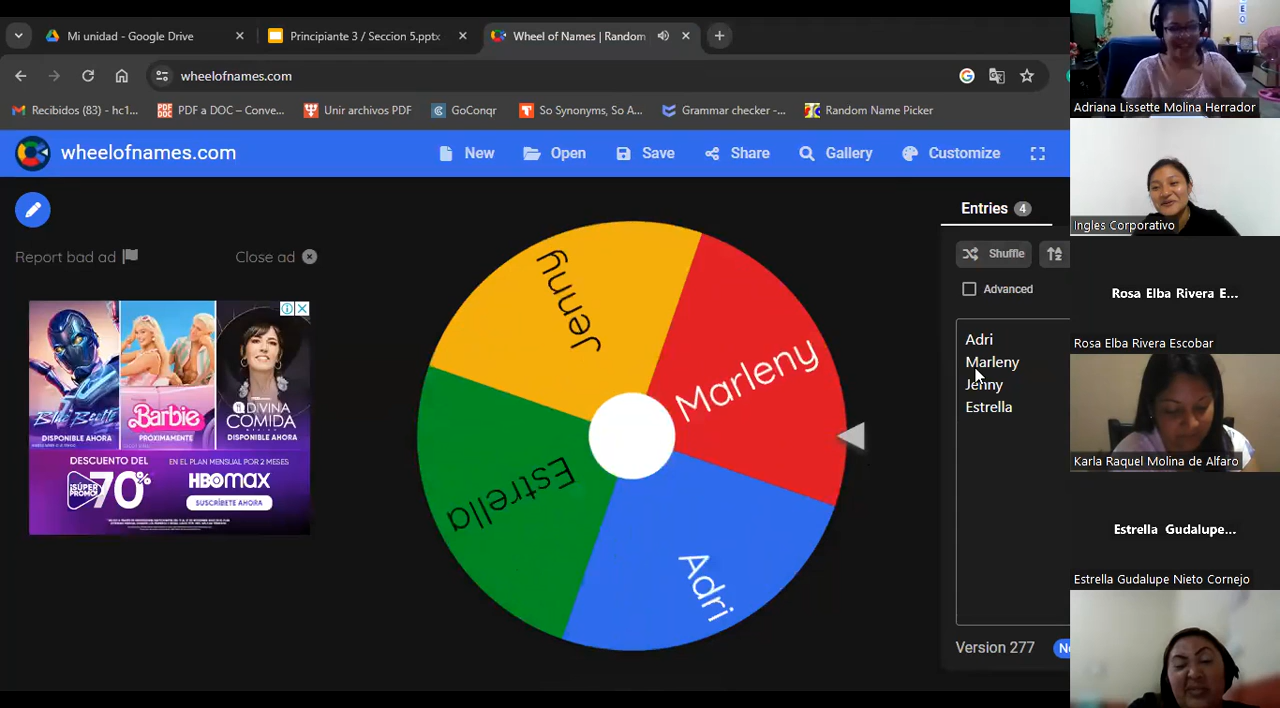 Mi unidad - Google Drive
Principiante 3 / Seccion 5.pptx
Wheel of Names | Random
wheelofnames.com
Recibidos (83) - hc1...
PDF a DOC – Conve...
Unir archivos PDF
GoConqr
So Synonyms, So A...
Grammar checker -...
Random Name Picker
wheelofnames.com
New
Open
Save
Share
Gallery
Customize
Report bad ad
Close ad
DISPONIBLE AHORA
Barbie
PRÓXIMAMENTE
DIVINA
COMIDA
DISPONIBLE AHORA
DESCUENTO DEL
¡SÚPER PROMO!
70%
EN EL PLAN MENSUAL POR 2 MESES
HBOmax
SUSCRÍBETE AHORA
Jenny
Marleny
Estrella
Adri
Entries 4
Shuffle
Advanced
Adri
Marleny
Jenny
Estrella
Version 277
Adriana Lissette Molina Herrador
Ingles Corporativo
Rosa Elba Rivera E...
Rosa Elba Rivera Escobar
Karla Raquel Molina de Alfaro
Estrella Gudalupe...
Estrella Gudalupe Nieto Cornejo